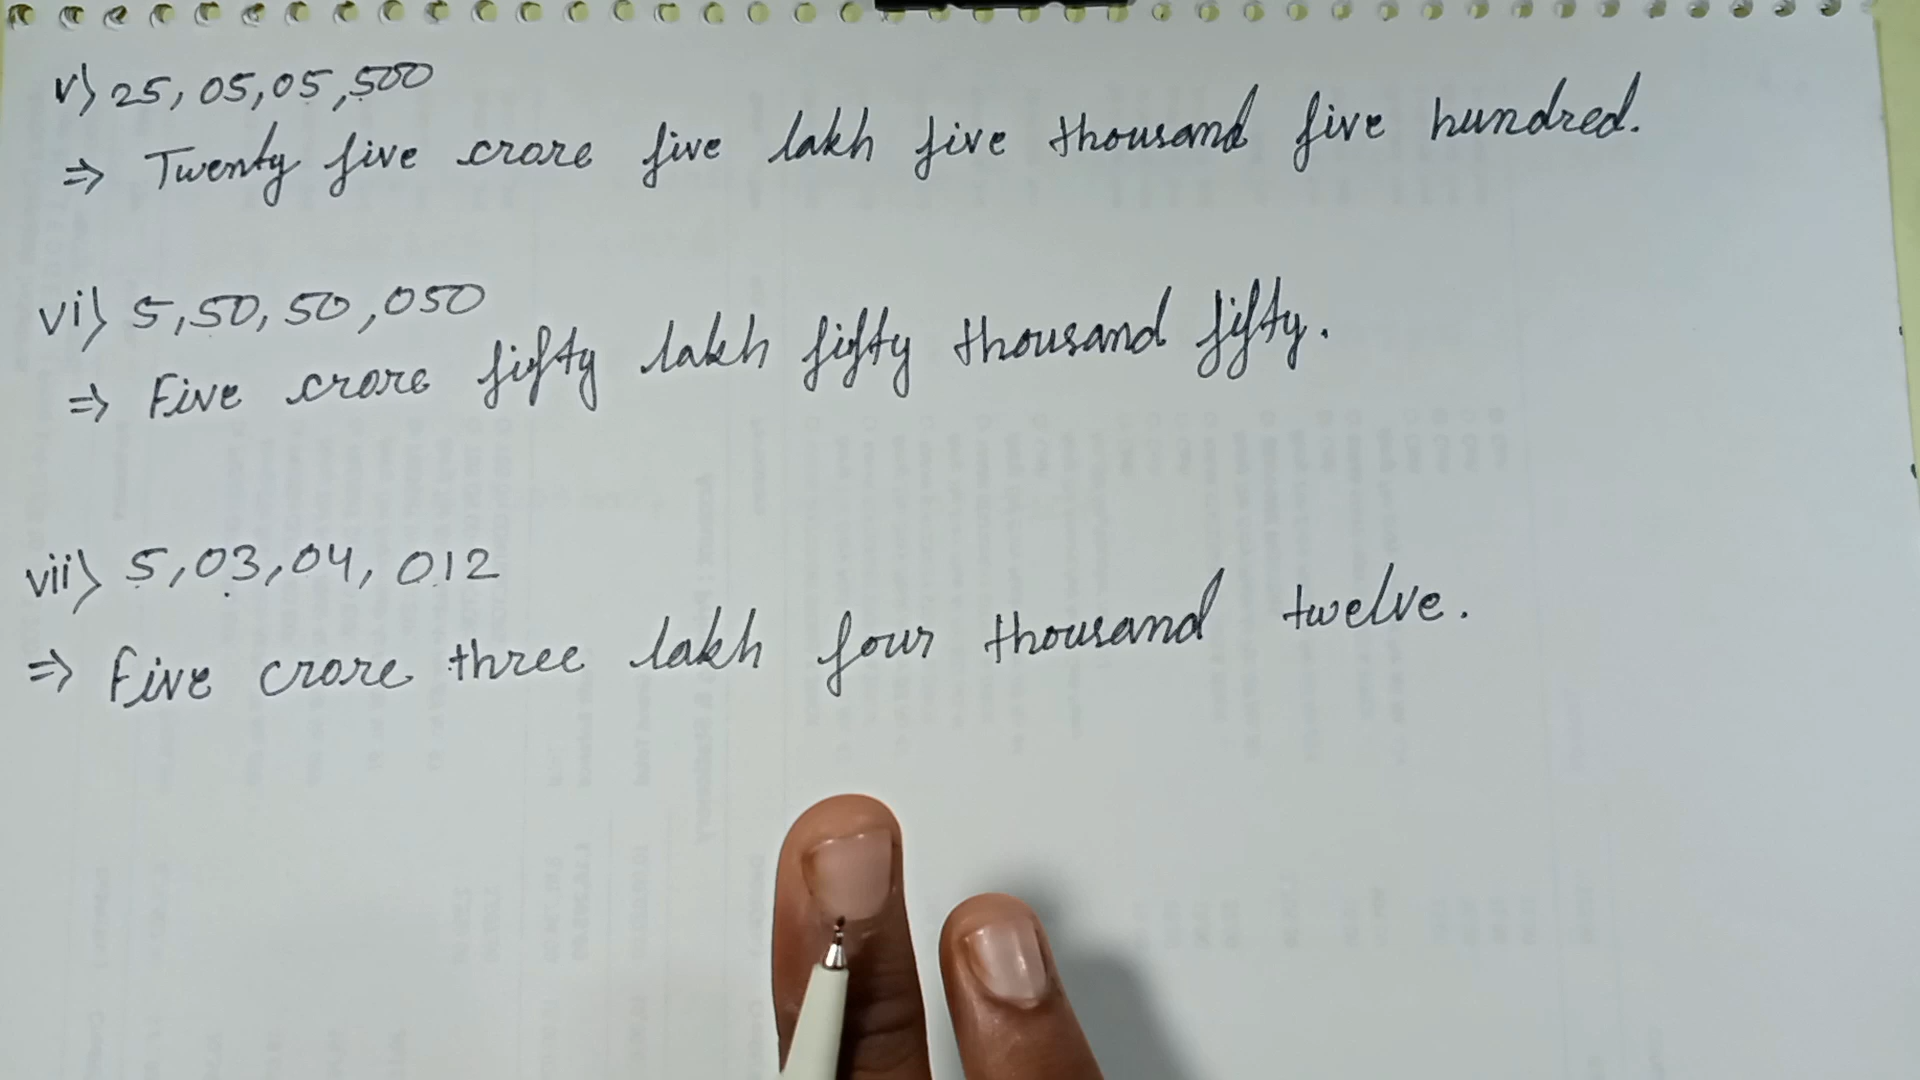 v) 25,05,05,500
⇒ Twenty five crore five lakh five thousand five hundred.
vi) 5,50,50,050
⇒ Five crore fifty lakh fifty thousand fifty.
vii) 5,03,04,012
⇒ Five crore three lakh four thousand twelve.